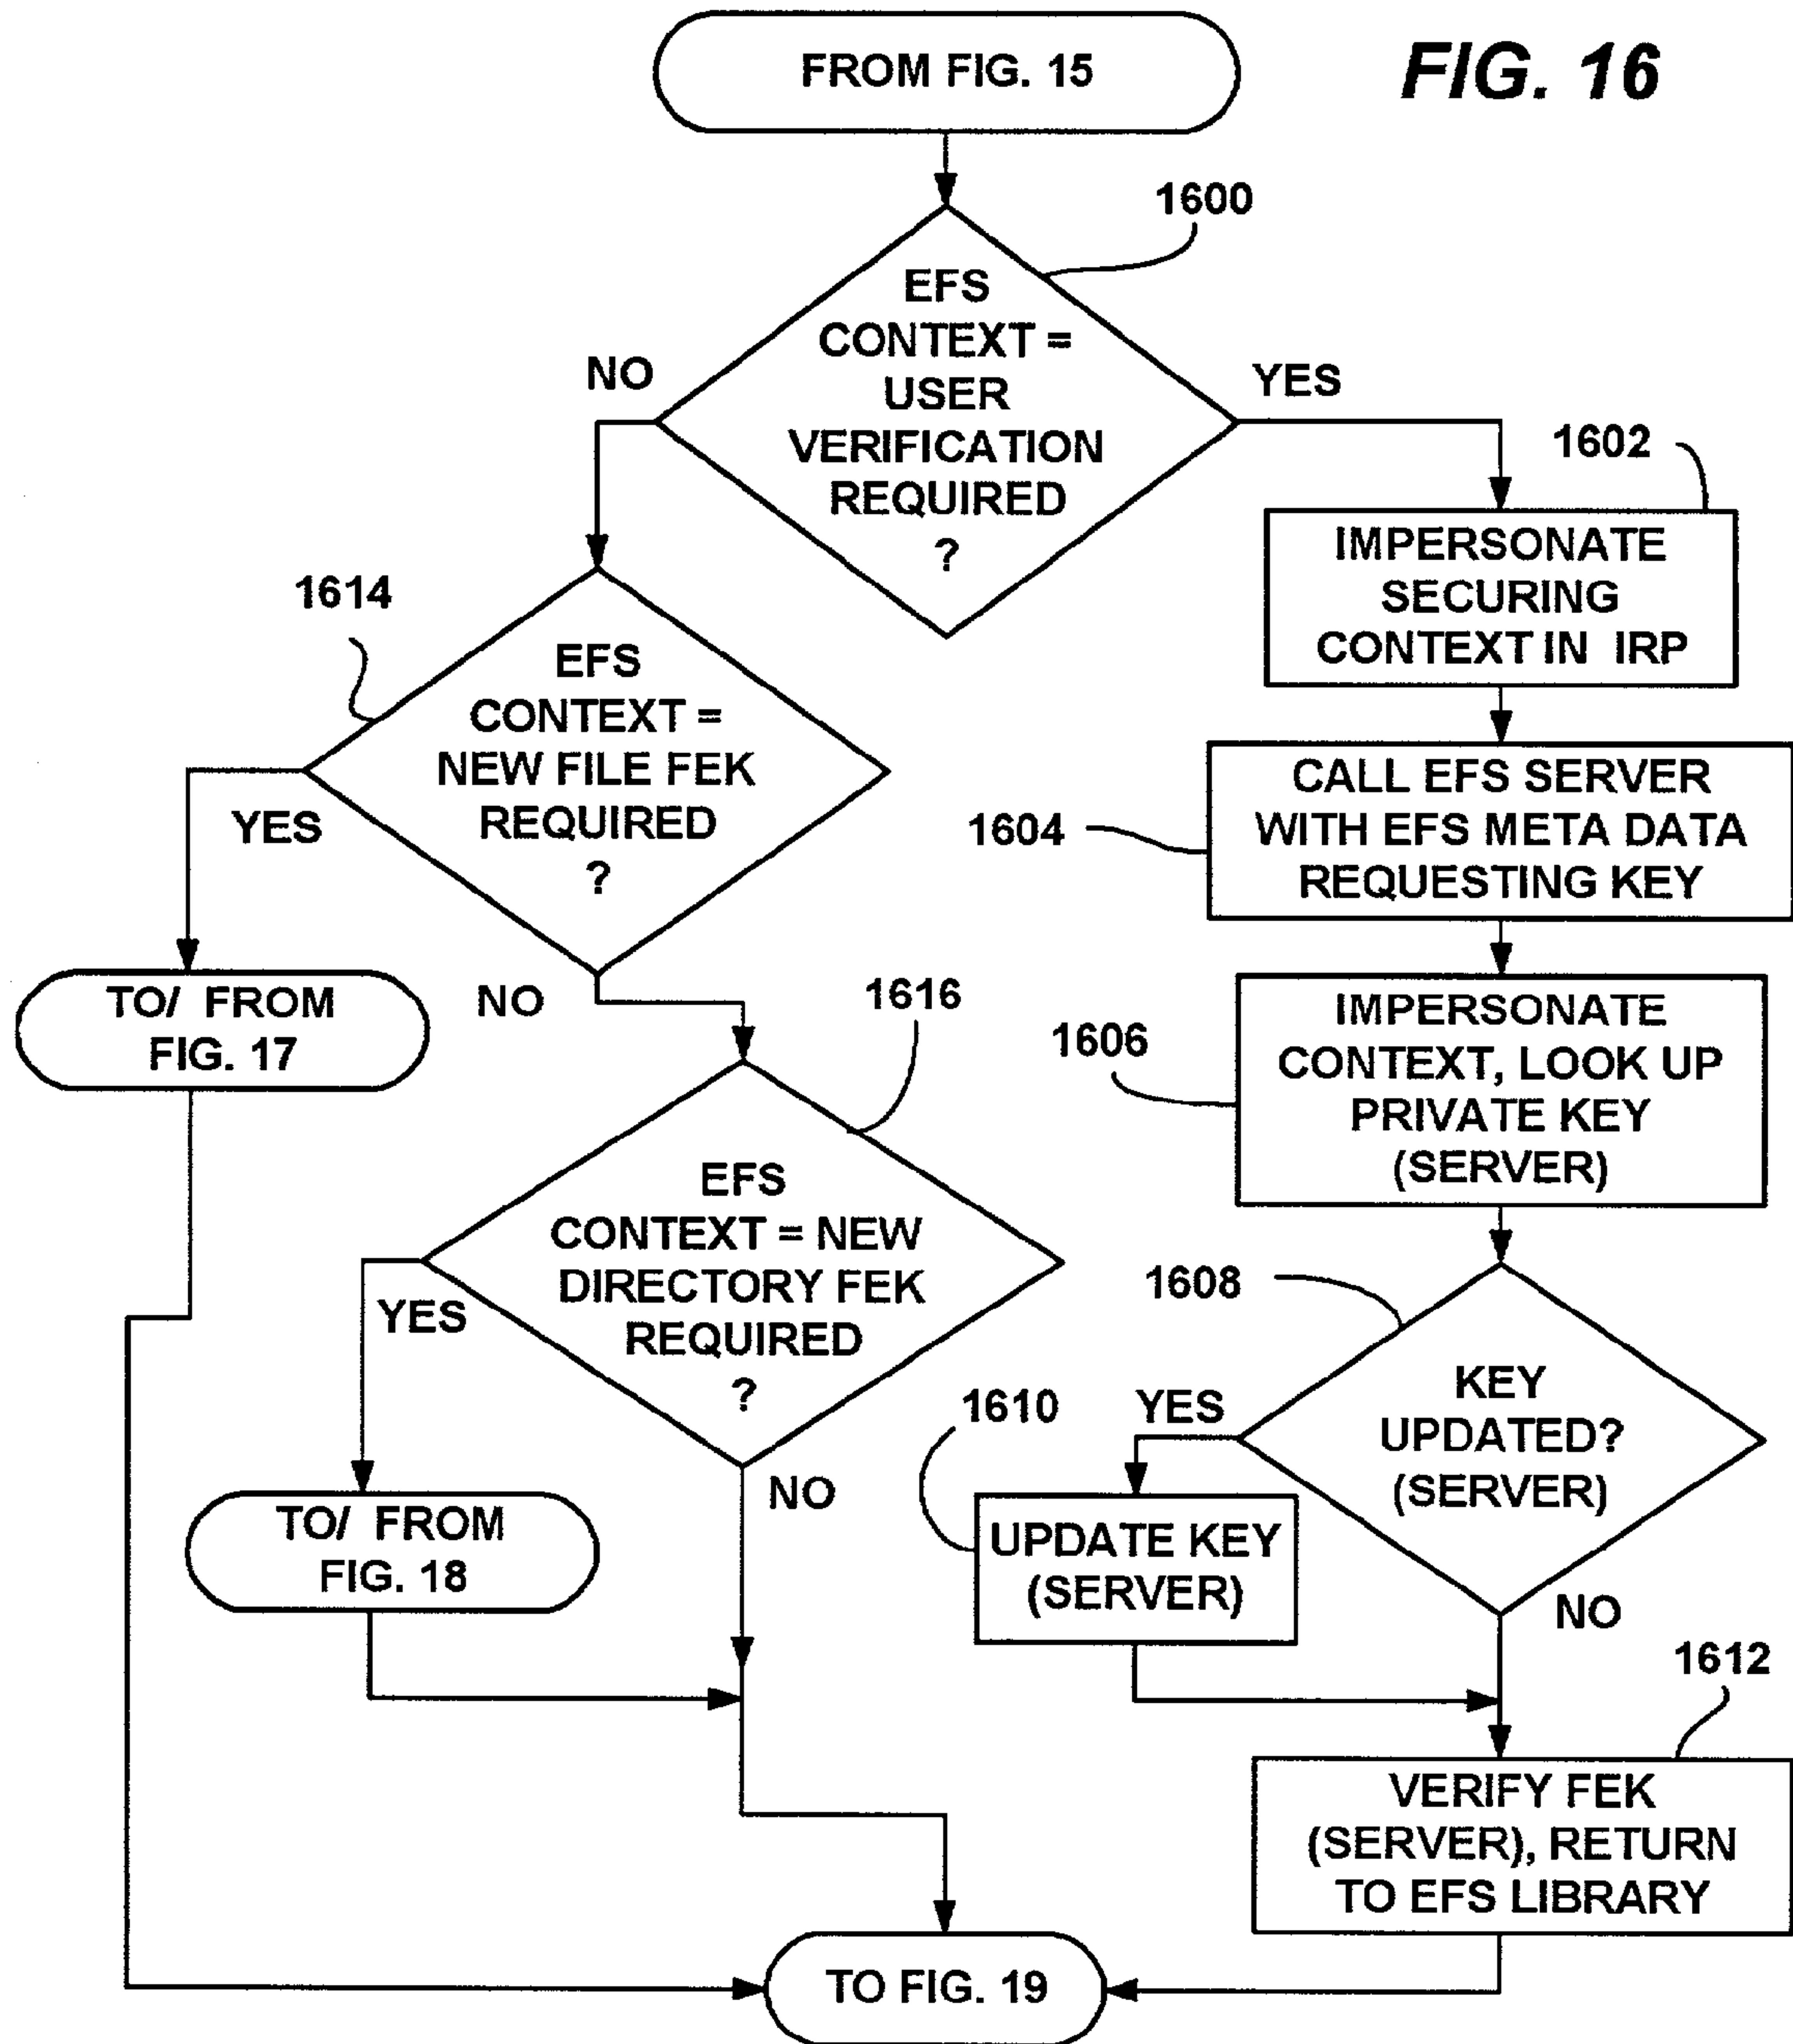 FROM FIG. 15
FIG. 16
1600
EFS
CONTEXT =
USER
VERIFICATION
REQUIRED
?
NO
YES
1602
IMPERSONATE
SECURING
CONTEXT IN IRP
1614
EFS
CONTEXT =
NEW FILE FEK
REQUIRED
?
YES
NO
1604
CALL EFS SERVER
WITH EFS META DATA
REQUESTING KEY
TO/ FROM
FIG. 17
1616
1606
IMPERSONATE
CONTEXT, LOOK UP
PRIVATE KEY
(SERVER)
EFS
CONTEXT = NEW
DIRECTORY FEK
REQUIRED
?
YES
NO
1608
KEY
UPDATED?
(SERVER)
YES
NO
1610
UPDATE KEY
(SERVER)
TO/ FROM
FIG. 18
1612
VERIFY FEK
(SERVER), RETURN
TO EFS LIBRARY
TO FIG. 19